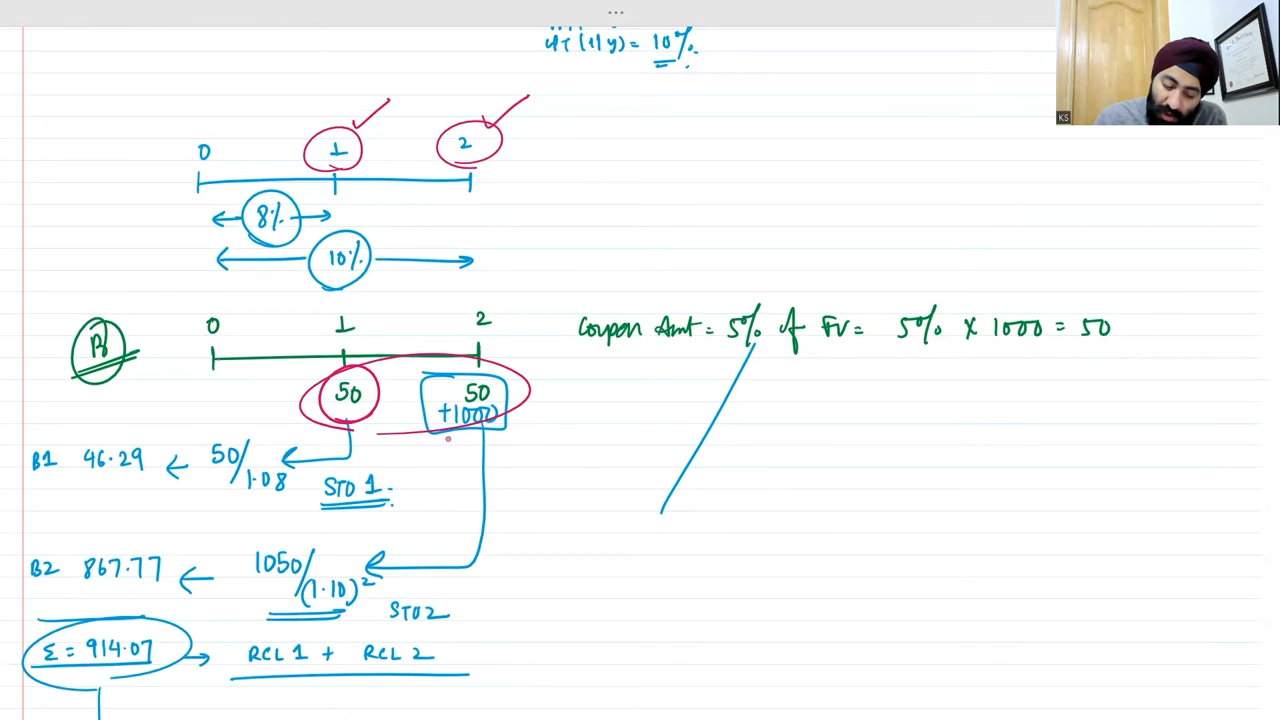 (1y) = 10%
0 1 2
8%
10%
B 0 1 2 Coupon Amt = 5% of FV = 5% × 1000 = 50
50 50
+1000
B1 46.29 ← 50/1.08
STO 1
B2 867.77 ← 1050/(1.10)²
STO 2
Σ = 914.07 → RCL 1 + RCL 2
KS